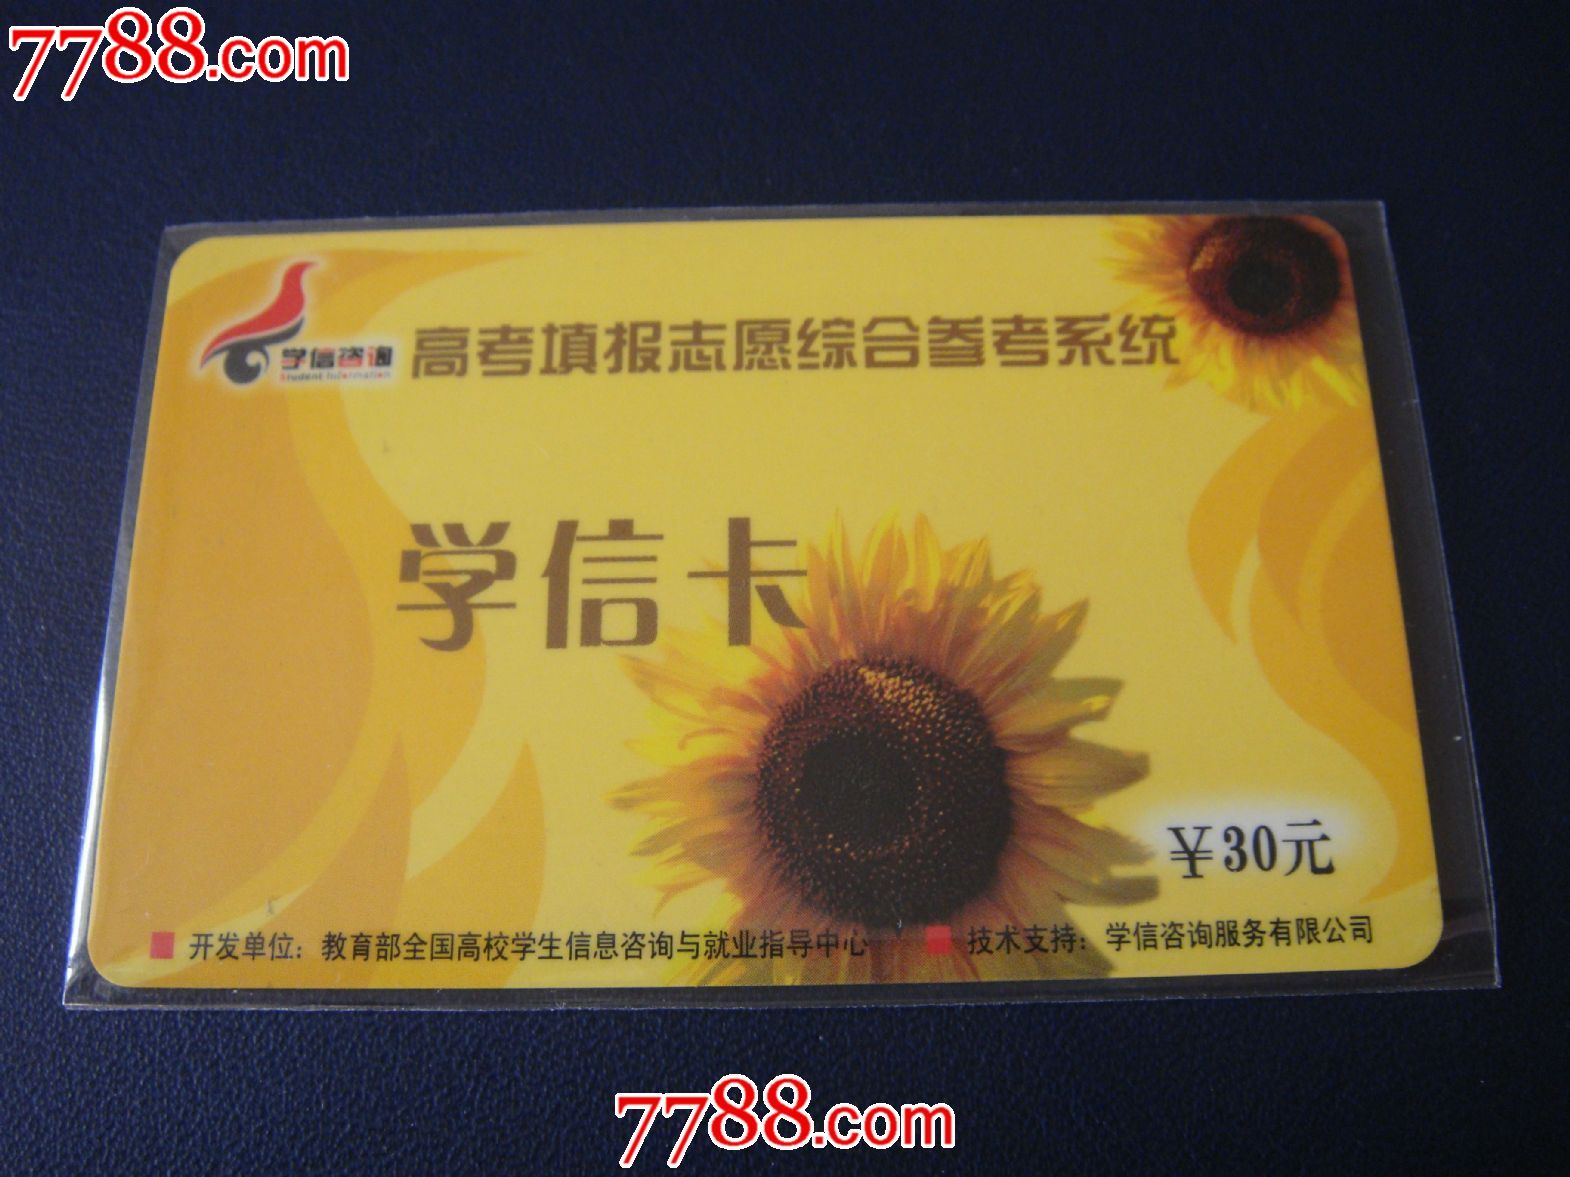 7788.com
学信咨询
Student Information
高考填报志愿综合参考系统
学信卡
￥30元
开发单位：教育部全国高校学生信息咨询与就业指导中心
技术支持：学信咨询服务有限公司
7788.com